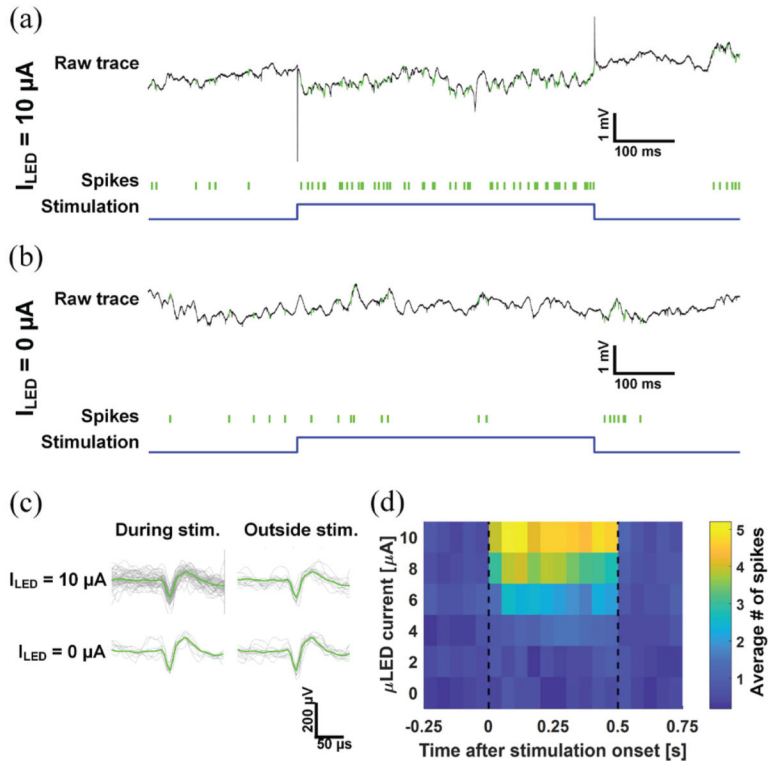 (a)
I_LED = 10 µA
Raw trace
1 mV
100 ms
Spikes
Stimulation
(b)
I_LED = 0 µA
Raw trace
1 mV
100 ms
Spikes
Stimulation
(c)
During stim. Outside stim.
I_LED = 10 µA
I_LED = 0 µA
200 µV
50 µs
(d)
µLED current [µA]
10
8
6
4
2
0
-0.25 0 0.25 0.5 0.75
Time after stimulation onset [s]
5
4
3
2
1
Average # of spikes